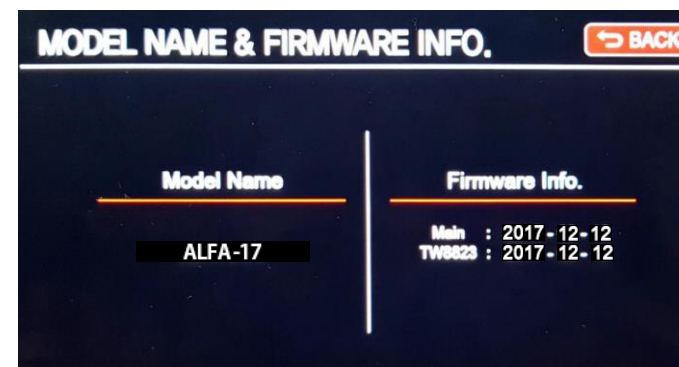 MODEL NAME & FIRMWARE INFO.
BACK
Model Name
Firmware Info.
ALFA-17
Main : 2017-12-12
TW8823 : 2017-12-12